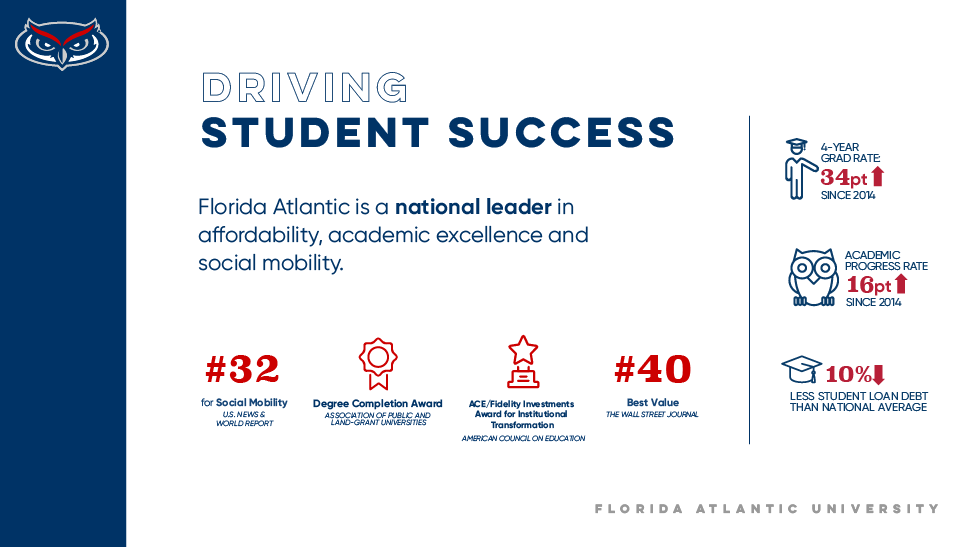 DRIVING
STUDENT SUCCESS
Florida Atlantic is a national leader in
affordability, academic excellence and
social mobility.
#32
for Social Mobility
U.S. NEWS &
WORLD REPORT
Degree Completion Award
ASSOCIATION OF PUBLIC AND
LAND-GRANT UNIVERSITIES
ACE/Fidelity Investments
Award for Institutional
Transformation
AMERICAN COUNCIL ON EDUCATION
#40
Best Value
THE WALL STREET JOURNAL
4-YEAR
GRAD RATE:
34pt
SINCE 2014
ACADEMIC
PROGRESS RATE
16pt
SINCE 2014
10%
LESS STUDENT LOAN DEBT
THAN NATIONAL AVERAGE
FLORIDA ATLANTIC UNIVERSITY